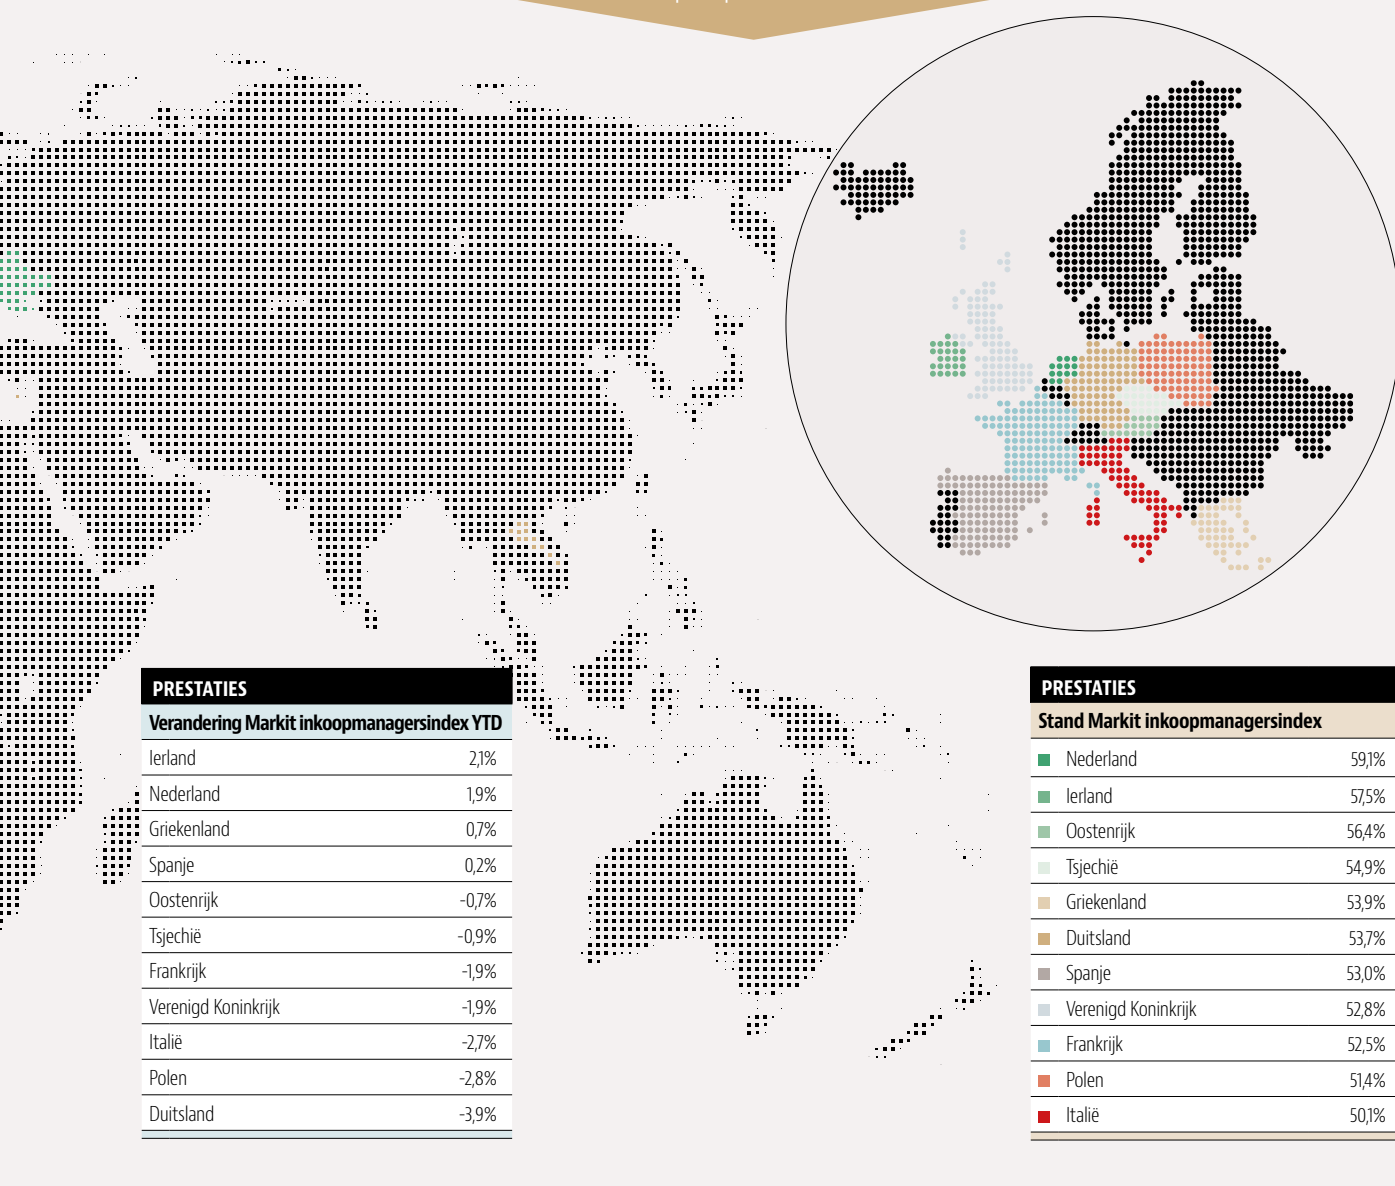 PRESTATIES
Verandering Markit inkoopmanagersindex YTD
Ierland 2,1%
Nederland 1,9%
Griekenland 0,7%
Spanje 0,2%
Oostenrijk -0,7%
Tsjechië -0,9%
Frankrijk -1,9%
Verenigd Koninkrijk -1,9%
Italië -2,7%
Polen -2,8%
Duitsland -3,9%
PRESTATIES
Stand Markit inkoopmanagersindex
Nederland 59,1%
Ierland 57,5%
Oostenrijk 56,4%
Tsjechië 54,9%
Griekenland 53,9%
Duitsland 53,7%
Spanje 53,0%
Verenigd Koninkrijk 52,8%
Frankrijk 52,5%
Polen 51,4%
Italië 50,1%